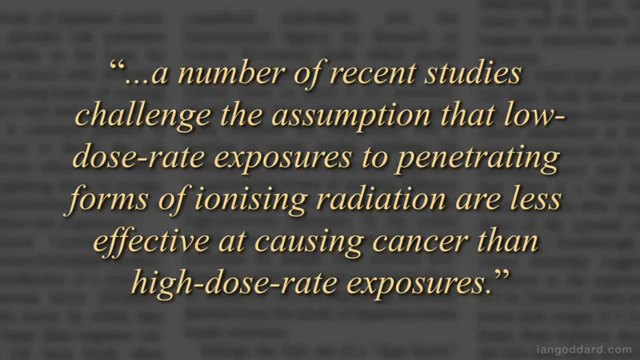 “...a number of recent studies
challenge the assumption that low-
dose-rate exposures to penetrating
forms of ionising radiation are less
effective at causing cancer than
high-dose-rate exposures.”
iangoddard.com